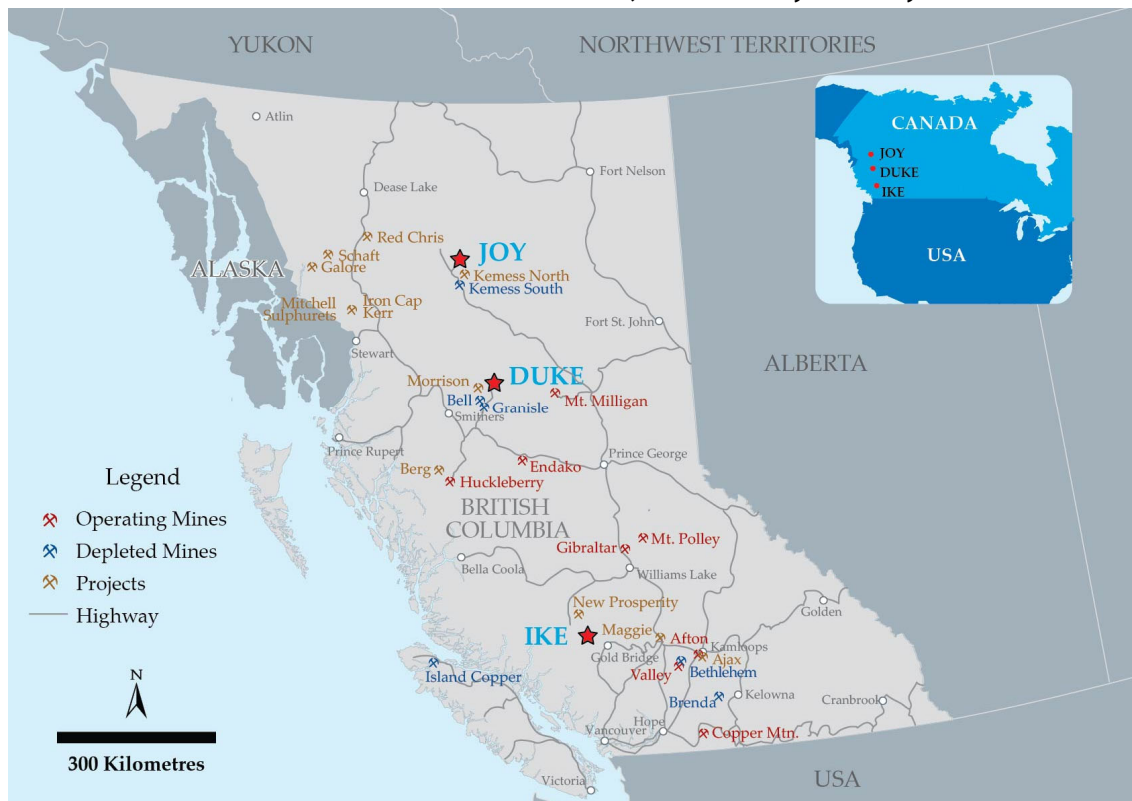 YUKON
NORTHWEST TERRITORIES
Atlin
CANADA
JOY
DUKE
IKE
USA
Fort Nelson
Dease Lake
Red Chris
JOY
Schaft
Galore
ALASKA
Kemess North
Kemess South
Mitchell
Sulphurets
Iron Cap
Kerr
Fort St. John
Stewart
ALBERTA
Morrison
DUKE
Bell
Granisle
Mt. Milligan
Smithers
Prince Rupert
Prince George
Endako
Berg
Huckleberry
BRITISH
COLUMBIA
Legend
Operating Mines
Depleted Mines
Projects
Highway
Gibraltar
Mt. Polley
Bella Coola
Williams Lake
New Prosperity
Golden
IKE
Maggie
Afton
Gold Bridge
Kamloops
Ajax
Valley
Bethlehem
Island Copper
Brenda
Kelowna
Cranbrook
N
Hope
Vancouver
Copper Mtn.
300 Kilometres
Victoria
USA